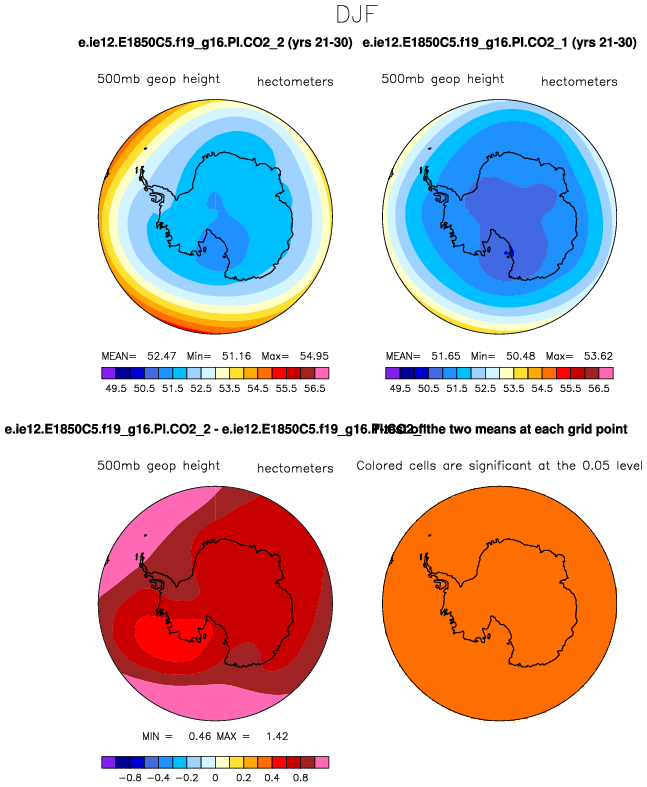 DJF
e.ie12.E1850C5.f19_g16.PI.CO2_2 (yrs 21-30)
e.ie12.E1850C5.f19_g16.PI.CO2_1 (yrs 21-30)
500mb geop height hectometers
500mb geop height hectometers
MEAN= 52.47 Min= 51.16 Max= 54.95
49.5 50.5 51.5 52.5 53.5 54.5 55.5 56.5
MEAN= 51.65 Min= 50.48 Max= 53.62
49.5 50.5 51.5 52.5 53.5 54.5 55.5 56.5
e.ie12.E1850C5.f19_g16.PI.CO2_2 - e.ie12.E1850C5.f19_g16.PI.CO2_1
of the two means at each grid point
500mb geop height hectometers
Colored cells are significant at the 0.05 level
MIN = 0.46 MAX = 1.42
-0.8 -0.4 -0.2 0 0.2 0.4 0.8